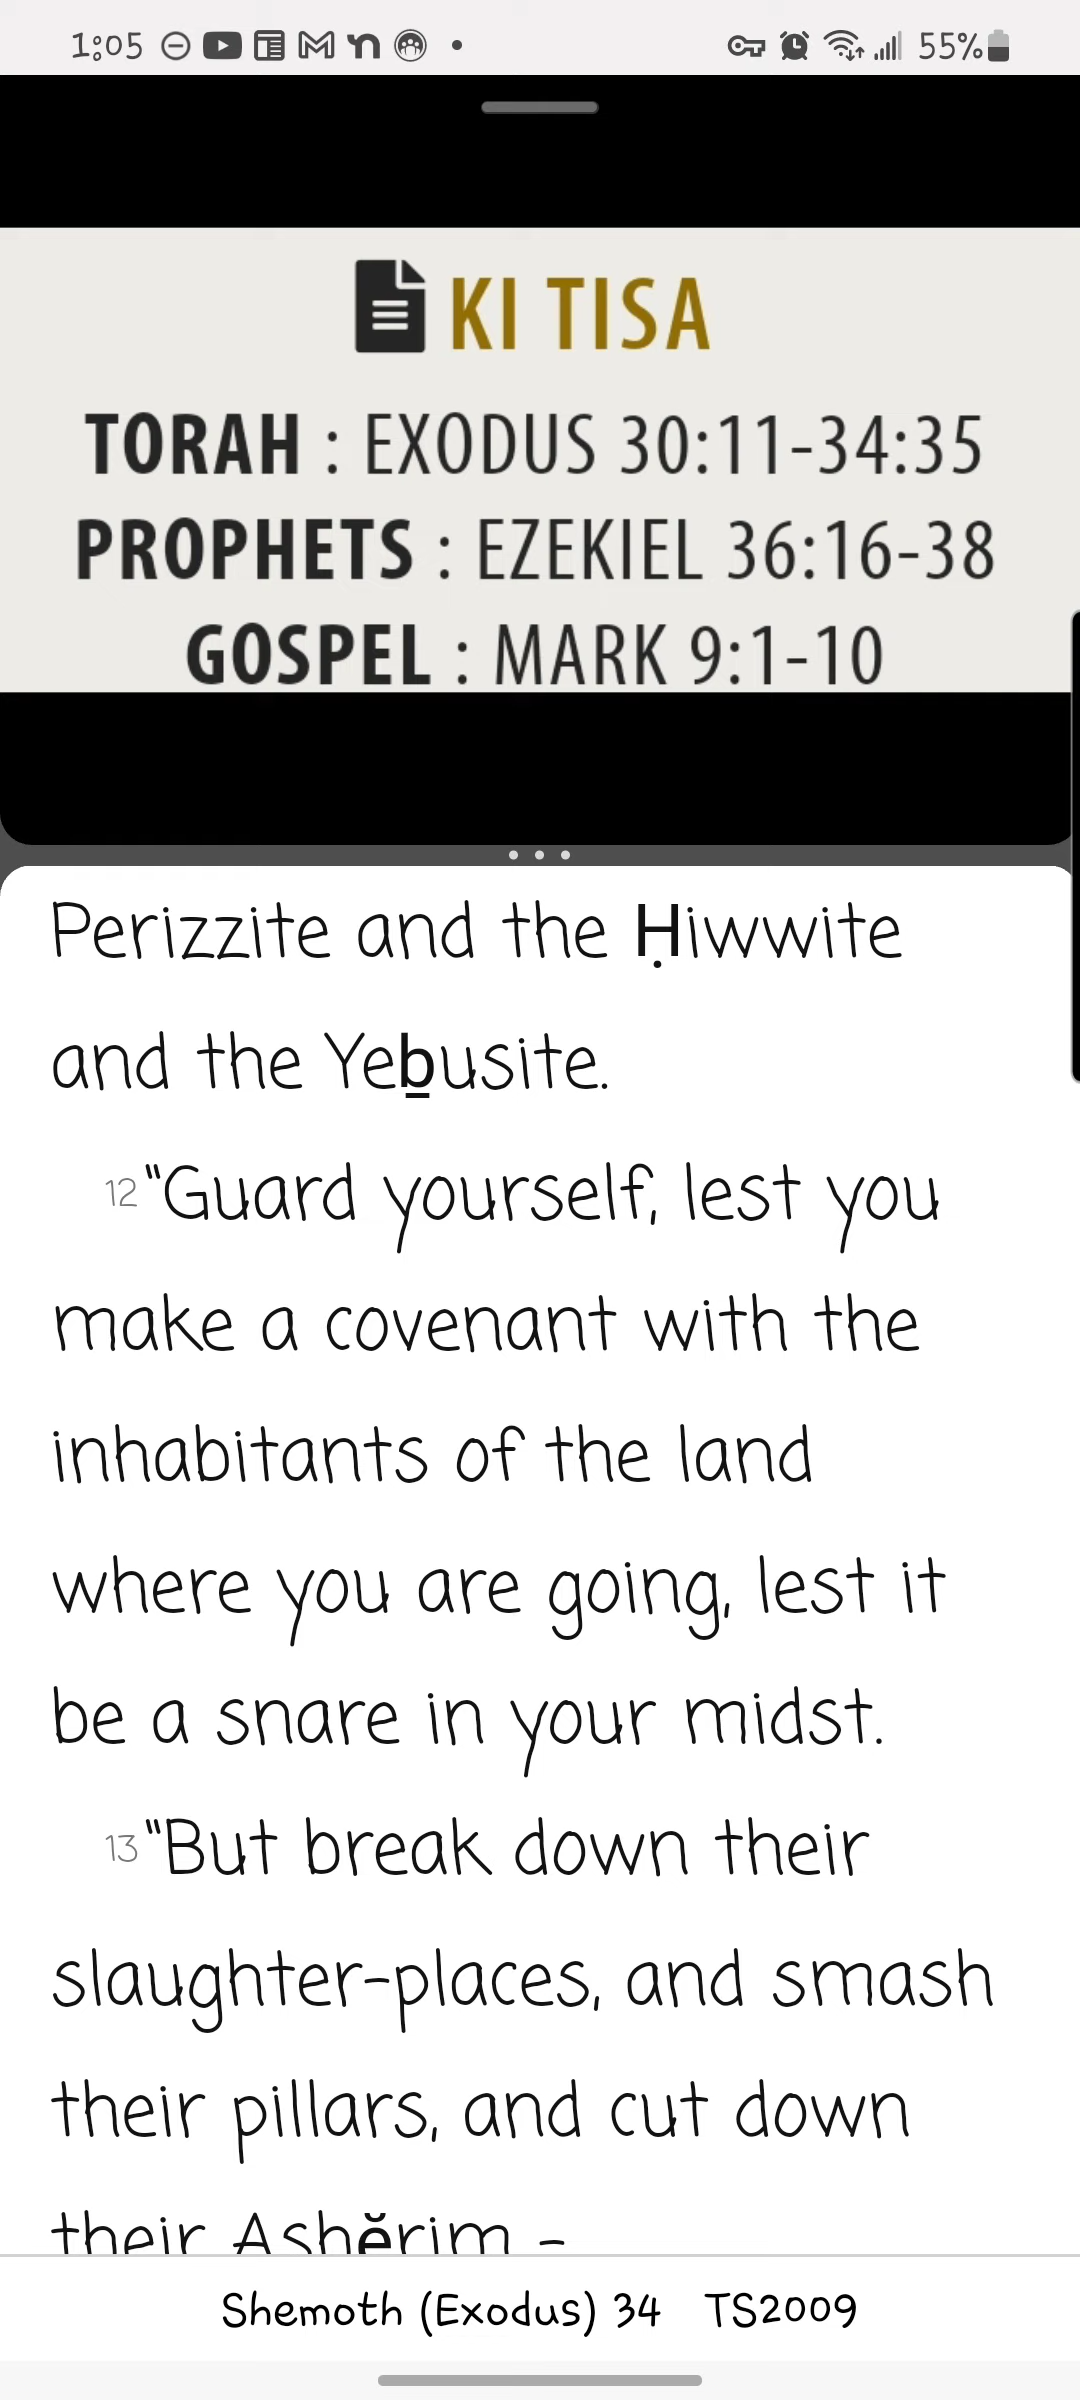 1:05 55%
KI TISA
TORAH : EXODUS 30:11-34:35
PROPHETS : EZEKIEL 36:16-38
GOSPEL : MARK 9:1-10
Perizzite and the Ḥiwwite
and the Yeḇusite.
12 "Guard yourself, lest you
make a covenant with the
inhabitants of the land
where you are going, lest it
be a snare in your midst.
13 "But break down their
slaughter-places, and smash
their pillars, and cut down
their Ashĕrim –
Shemoth (Exodus) 34 TS2009